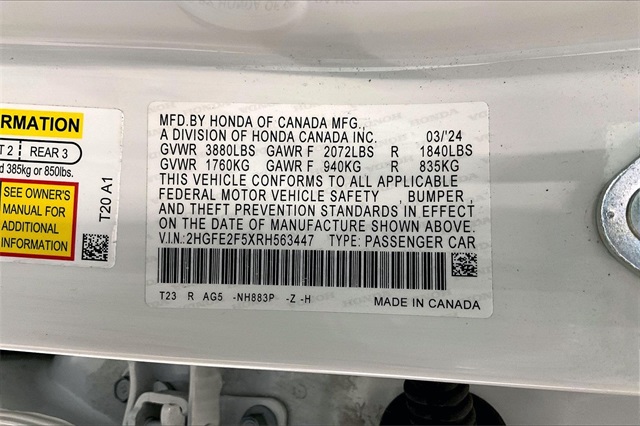 RMATION
T 2 REAR 3
d 385kg or 850lbs.
SEE OWNER'S
MANUAL FOR
ADDITIONAL
INFORMATION
T20 A1
MFD.BY HONDA OF CANADA MFG.,
A DIVISION OF HONDA CANADA INC. 03/'24
GVWR 3880LBS GAWR F 2072LBS R 1840LBS
GVWR 1760KG GAWR F 940KG R 835KG
THIS VEHICLE CONFORMS TO ALL APPLICABLE
FEDERAL MOTOR VEHICLE SAFETY , BUMPER ,
AND THEFT PREVENTION STANDARDS IN EFFECT
ON THE DATE OF MANUFACTURE SHOWN ABOVE.
V.I.N.: 2HGFE2F5XRH563447 TYPE: PASSENGER CAR
T23 R AG5 -NH883P -Z -H
MADE IN CANADA